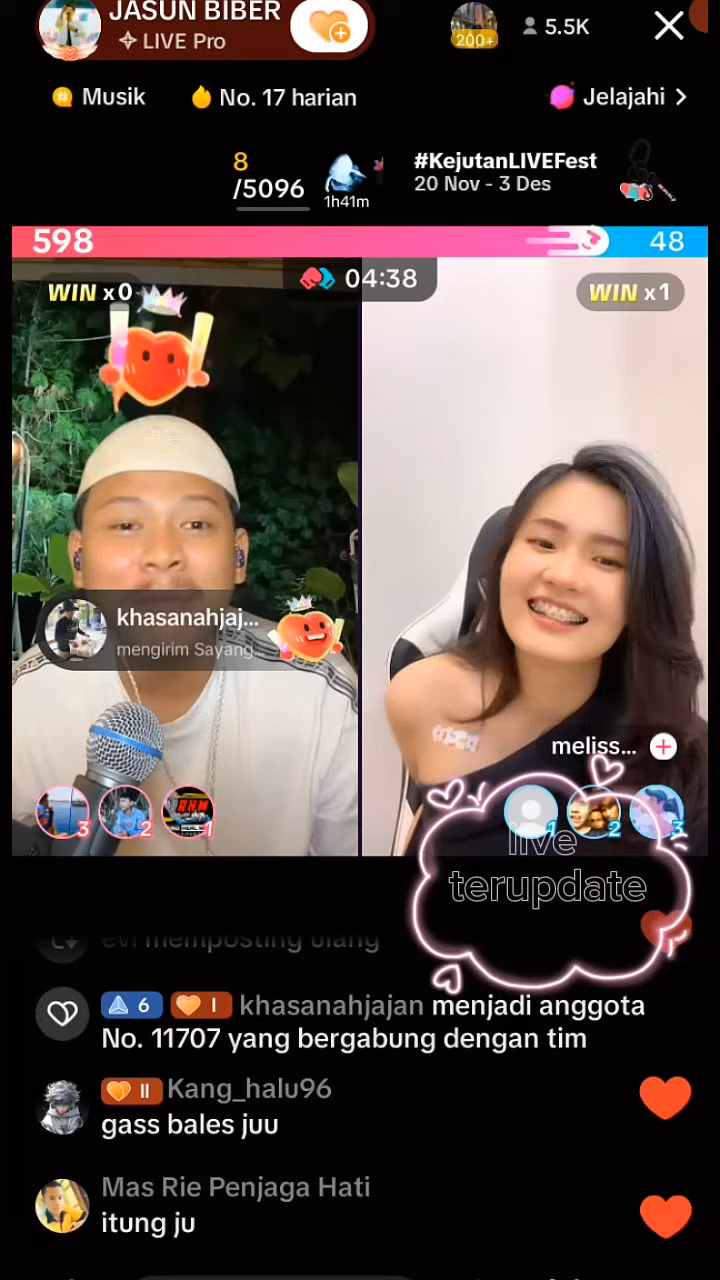 JASUN BIBER
LIVE Pro
200+
5.5K
Musik
No. 17 harian
Jelajahi
8
/5096
1h41m
#KejutanLIVEFest
20 Nov - 3 Des
598
48
WIN x0
04:38
WIN x1
khasanahjaj...
mengirim Sayang...
meliss...
3
2
1
1
2
3
live
terupdate
evi memposting ulang
6 I khasanahjajan menjadi anggota
No. 11707 yang bergabung dengan tim
II Kang_halu96
gass bales juu
Mas Rie Penjaga Hati
itung ju